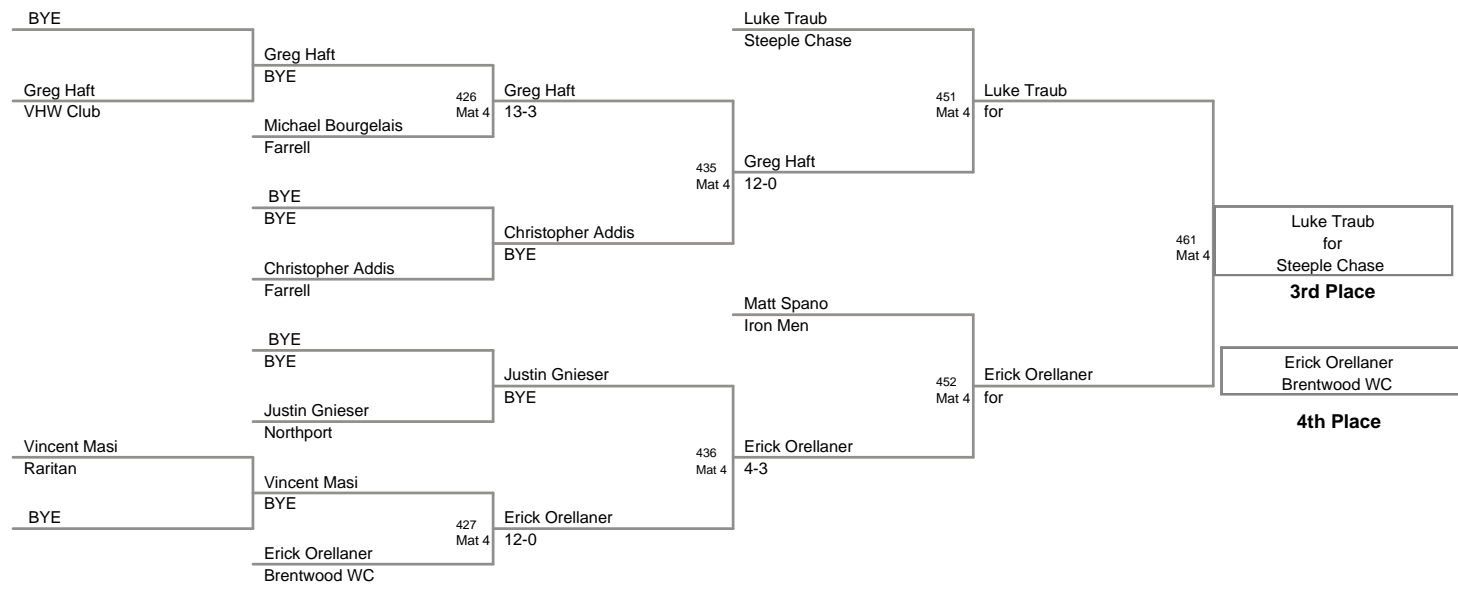 BYE
Greg Haft
VHW Club
Vincent Masi
Raritan
BYE
Greg Haft
BYE
426
Mat 4
Michael Bourgelais
Farrell
BYE
BYE
Christopher Addis
Farrell
BYE
BYE
Justin Gnieser
Northport
Vincent Masi
BYE
427
Mat 4
Erick Orellaner
Brentwood WC
Greg Haft
13-3
435
Mat 4
Christopher Addis
BYE
Justin Gnieser
BYE
436
Mat 4
Erick Orellaner
12-0
Luke Traub
Steeple Chase
451
Mat 4
Greg Haft
12-0
Matt Spano
Iron Men
452
Mat 4
Erick Orellaner
4-3
Luke Traub
for
461
Mat 4
Erick Orellaner
for
Luke Traub
for
Steeple Chase
3rd Place
Erick Orellaner
Brentwood WC
4th Place